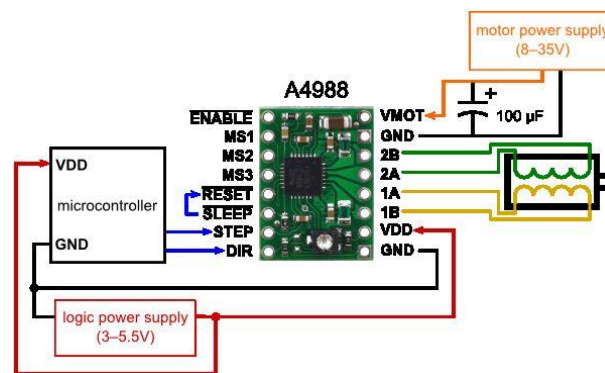 motor power supply
(8–35V)
A4988
ENABLE
VMOT
+
100 µF
MS1
GND
MS2
2B
MS3
2A
RESET
1A
SLEEP
1B
STEP
VDD
DIR
GND
VDD
microcontroller
GND
logic power supply
(3–5.5V)